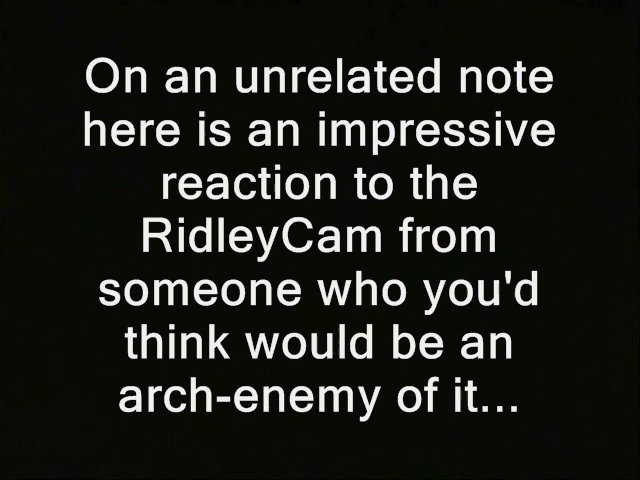 On an unrelated note
here is an impressive
reaction to the
RidleyCam from
someone who you'd
think would be an
arch-enemy of it...